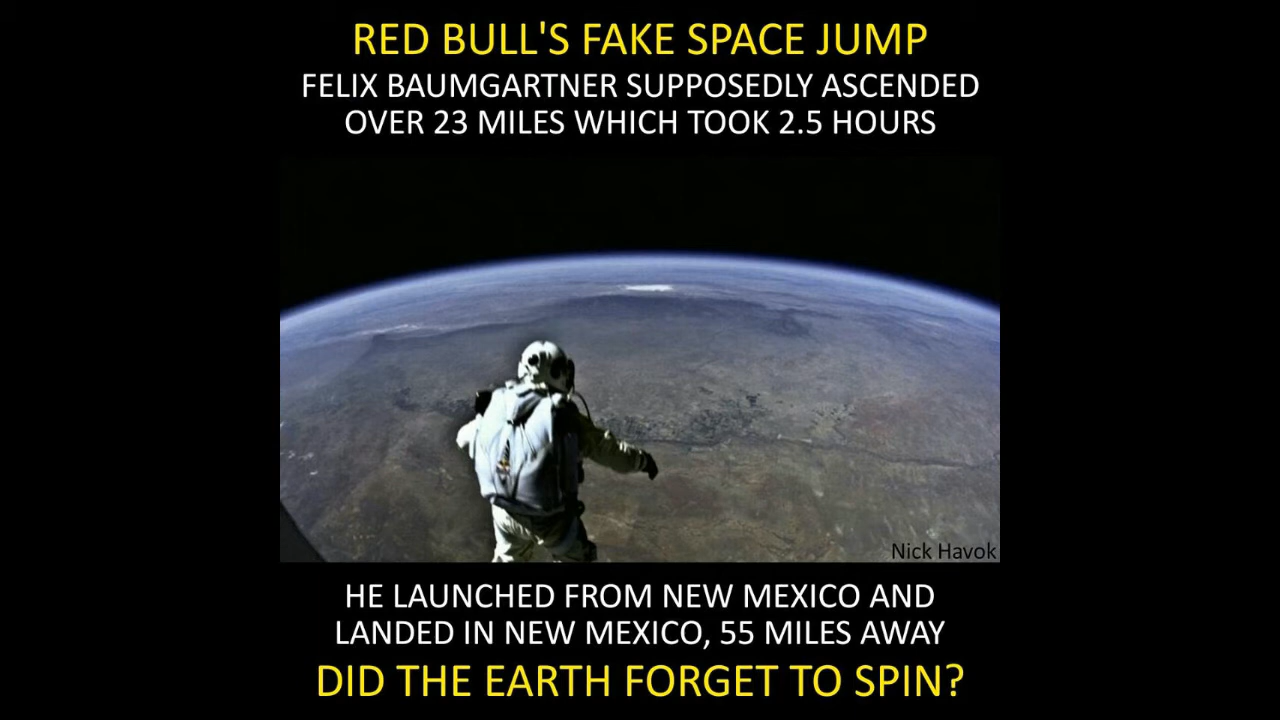 RED BULL'S FAKE SPACE JUMP
FELIX BAUMGARTNER SUPPOSEDLY ASCENDED
OVER 23 MILES WHICH TOOK 2.5 HOURS
Nick Havok
HE LAUNCHED FROM NEW MEXICO AND
LANDED IN NEW MEXICO, 55 MILES AWAY
DID THE EARTH FORGET TO SPIN?